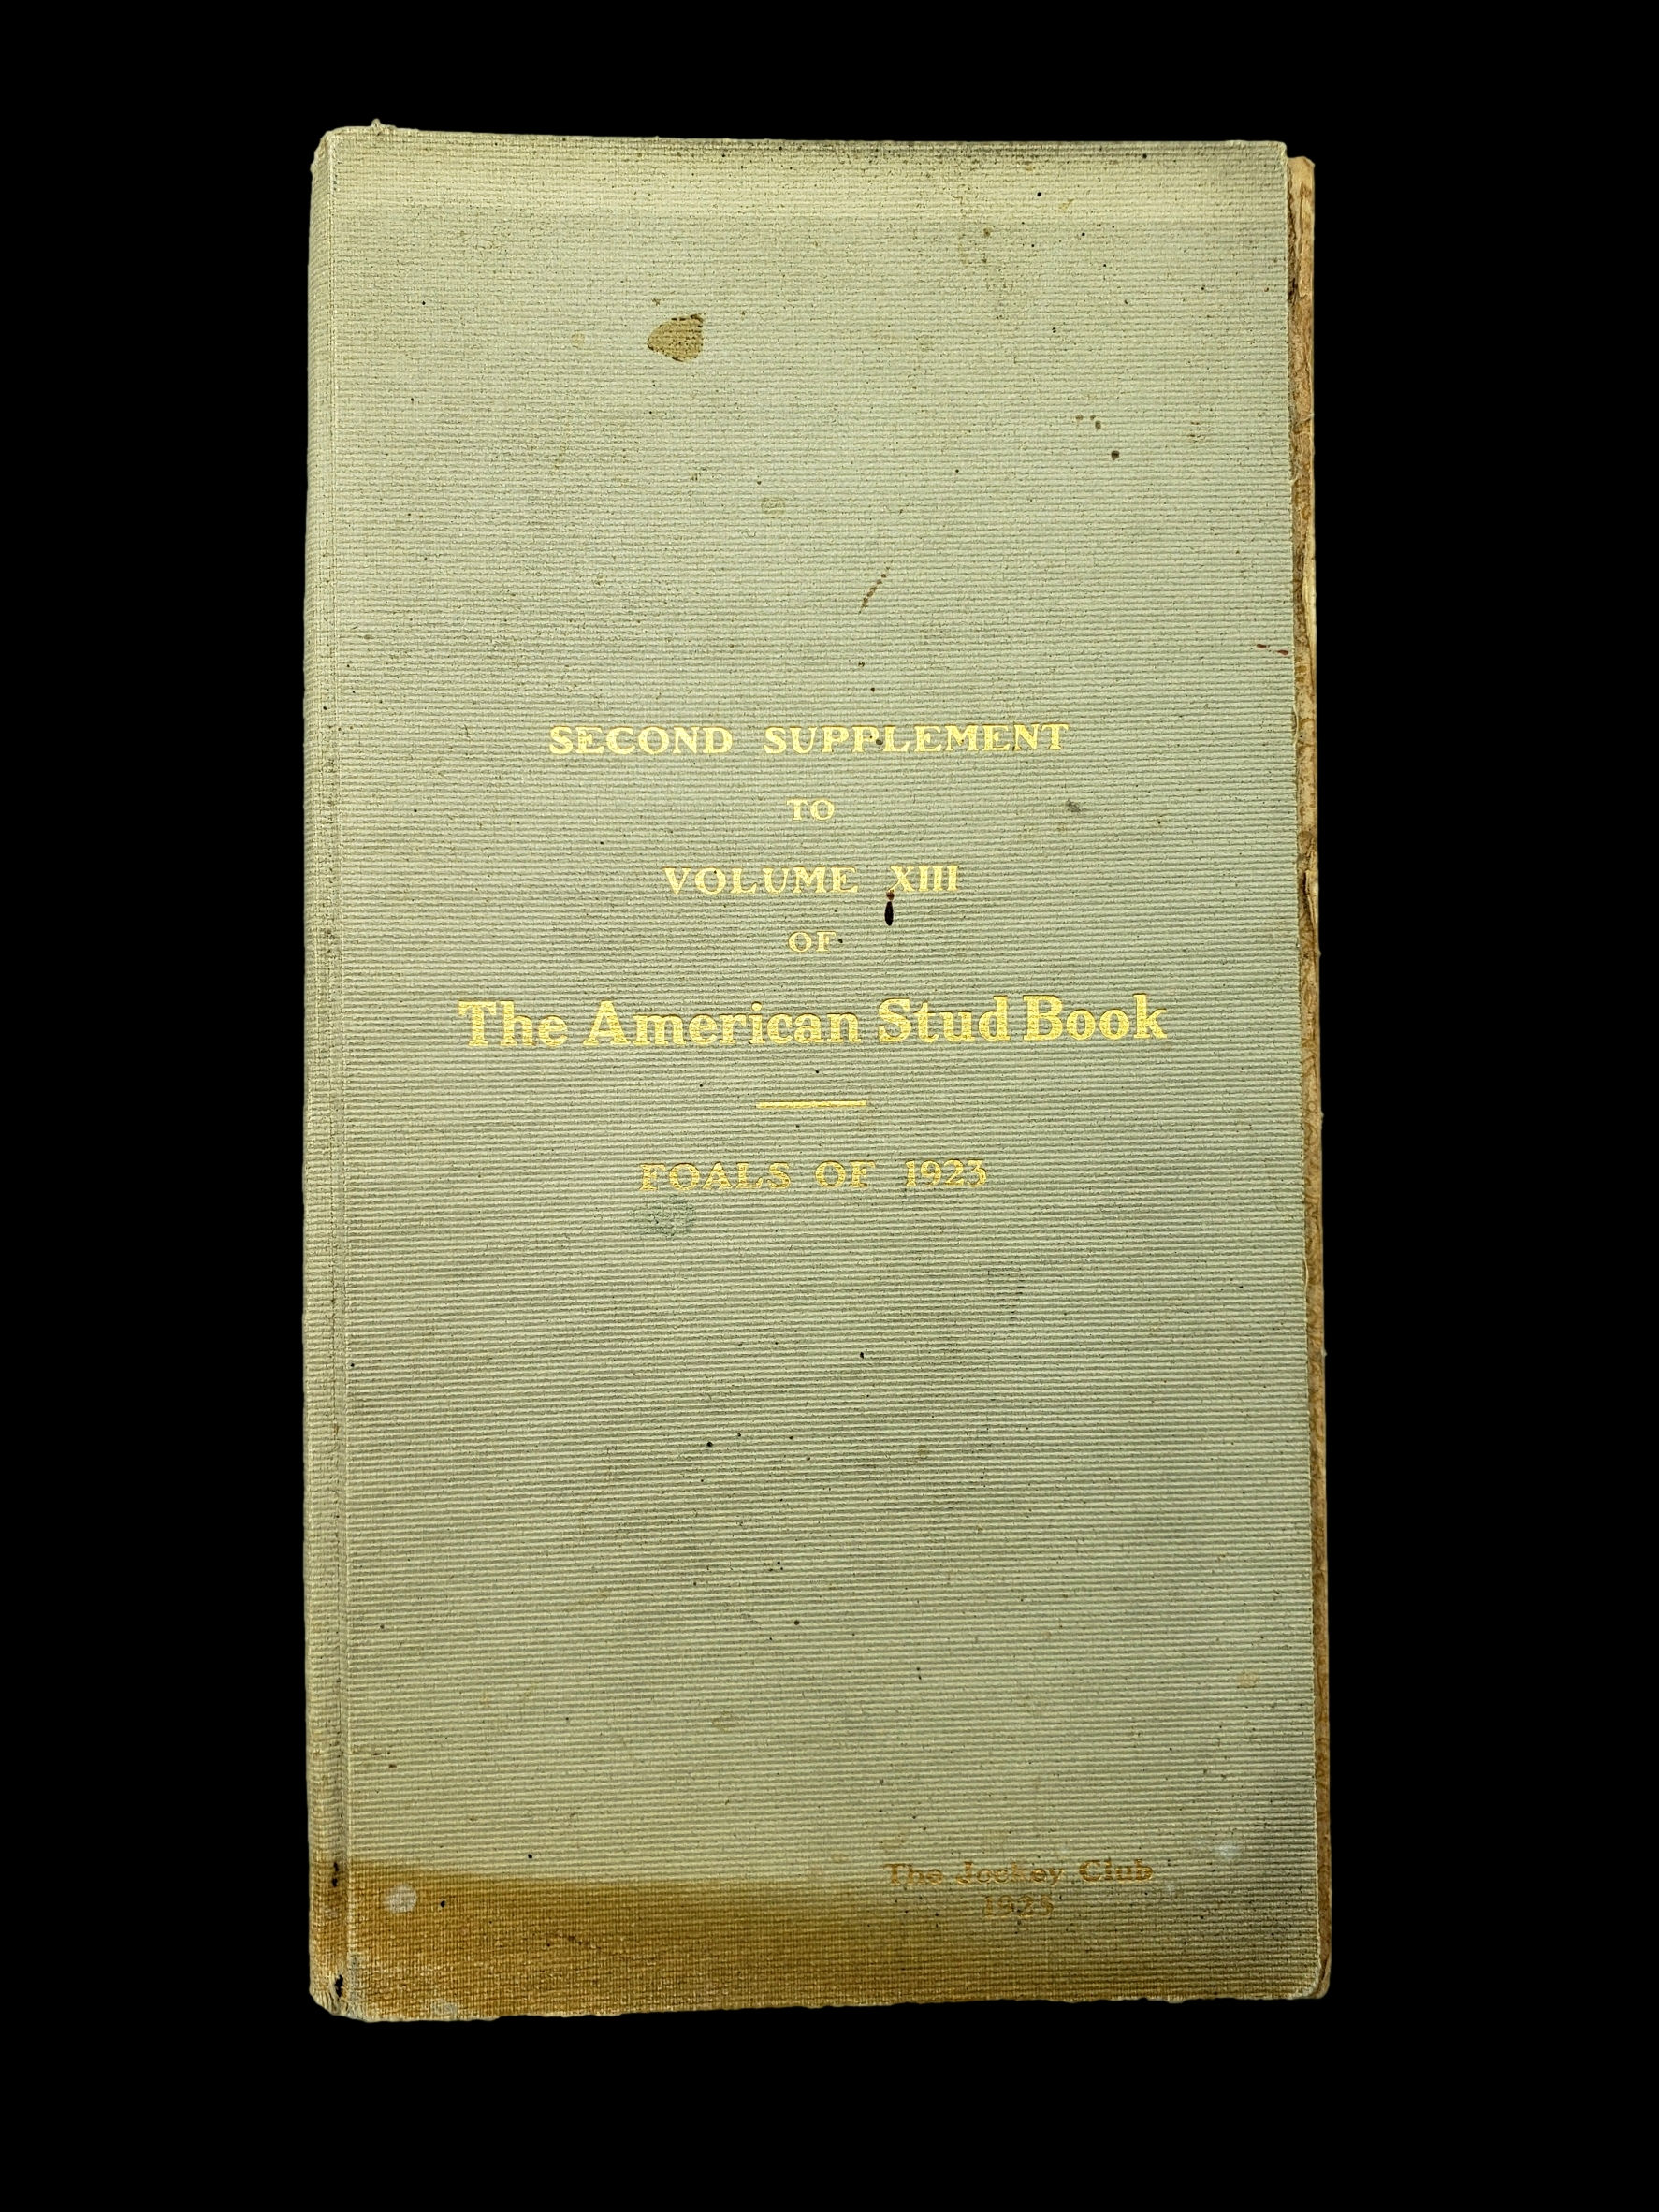 SECOND SUPPLEMENT
TO
VOLUME XIII
OF
The American Stud Book
FOALS OF 1923
The Jockey Club
1925